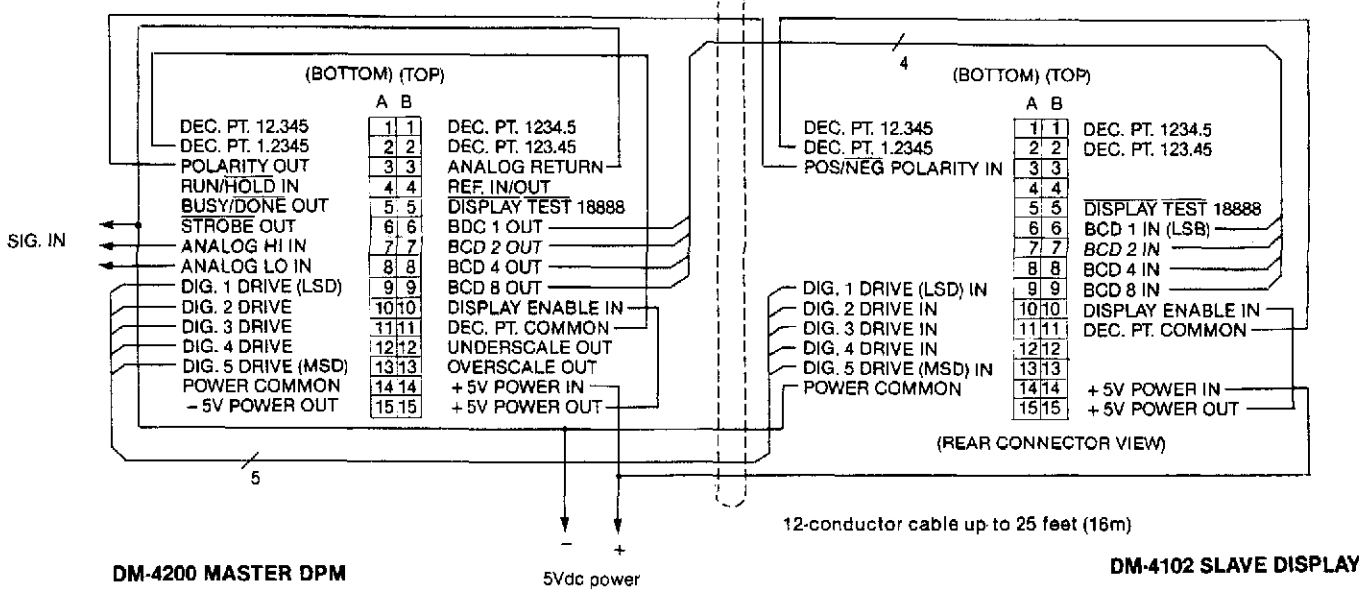 (BOTTOM) (TOP)
A B
DEC. PT. 12.345 1 1 DEC. PT. 1234.5
DEC. PT. 1.2345 2 2 DEC. PT. 123.45
POLARITY OUT 3 3 ANALOG RETURN
RUN/HOLD IN 4 4 REF. IN/OUT
BUSY/DONE OUT 5 5 DISPLAY TEST 18888
STROBE OUT 6 6 BDC 1 OUT
ANALOG HI IN 7 7 BCD 2 OUT
ANALOG LO IN 8 8 BCD 4 OUT
DIG. 1 DRIVE (LSD) 9 9 BCD 8 OUT
DIG. 2 DRIVE 10 10 DISPLAY ENABLE IN
DIG. 3 DRIVE 11 11 DEC. PT. COMMON
DIG. 4 DRIVE 12 12 UNDERSCALE OUT
DIG. 5 DRIVE (MSD) 13 13 OVERSCALE OUT
POWER COMMON 14 14 + 5V POWER IN
– 5V POWER OUT 15 15 + 5V POWER OUT
SIG. IN
5
4
(BOTTOM) (TOP)
A B
DEC. PT. 12.345 1 1 DEC. PT. 1234.5
DEC. PT. 1.2345 2 2 DEC. PT. 123.45
POS/NEG POLARITY IN 3 3
4 4
5 5 DISPLAY TEST 18888
6 6 BCD 1 IN (LSB)
7 7 BCD 2 IN
8 8 BCD 4 IN
DIG. 1 DRIVE (LSD) IN 9 9 BCD 8 IN
DIG. 2 DRIVE IN 10 10 DISPLAY ENABLE IN
DIG. 3 DRIVE IN 11 11 DEC. PT. COMMON
DIG. 4 DRIVE IN 12 12
DIG. 5 DRIVE (MSD) IN 13 13
POWER COMMON 14 14 + 5V POWER IN
15 15 + 5V POWER OUT
(REAR CONNECTOR VIEW)
– +
5Vdc power
12-conductor cable up to 25 feet (16m)
DM-4200 MASTER DPM
DM-4102 SLAVE DISPLAY